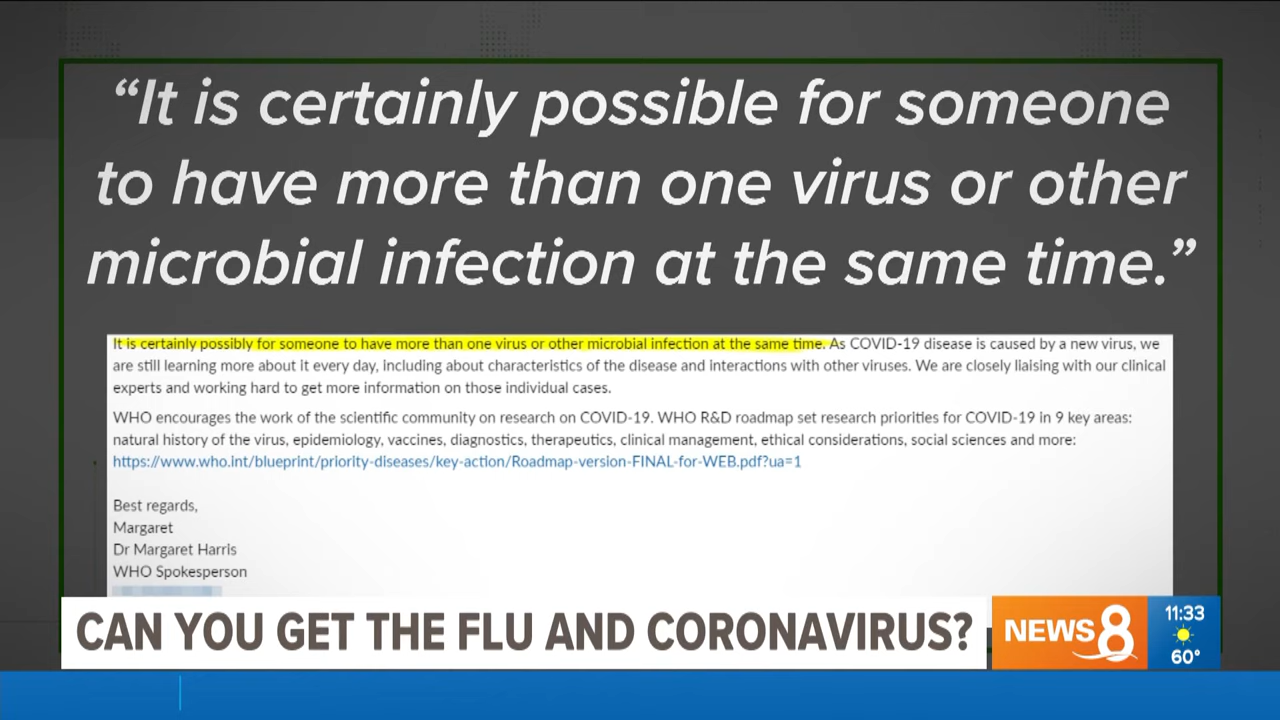 “It is certainly possible for someone
to have more than one virus or other
microbial infection at the same time.”
It is certainly possibly for someone to have more than one virus or other microbial infection at the same time. As COVID-19 disease is caused by a new virus, we
are still learning more about it every day, including about characteristics of the disease and interactions with other viruses. We are closely liaising with our clinical
experts and working hard to get more information on those individual cases.
WHO encourages the work of the scientific community on research on COVID-19. WHO R&D roadmap set research priorities for COVID-19 in 9 key areas:
natural history of the virus, epidemiology, vaccines, diagnostics, therapeutics, clinical management, ethical considerations, social sciences and more:
https://www.who.int/blueprint/priority-diseases/key-action/Roadmap-version-FINAL-for-WEB.pdf?ua=1
Best regards,
Margaret
Dr Margaret Harris
WHO Spokesperson
CAN YOU GET THE FLU AND CORONAVIRUS?
NEWS 8
11:33
60°